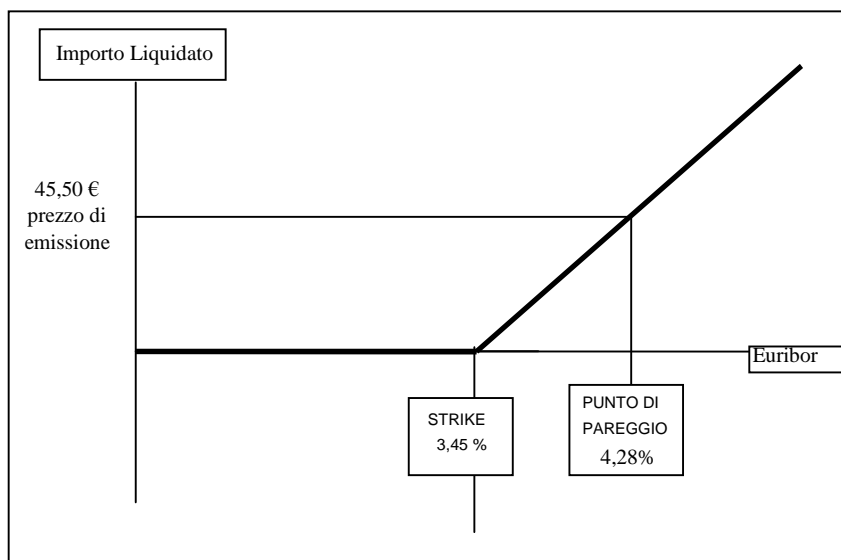 Importo Liquidato
45,50 €
prezzo di
emissione
Euribor
STRIKE
3,45 %
PUNTO DI
PAREGGIO
4,28%